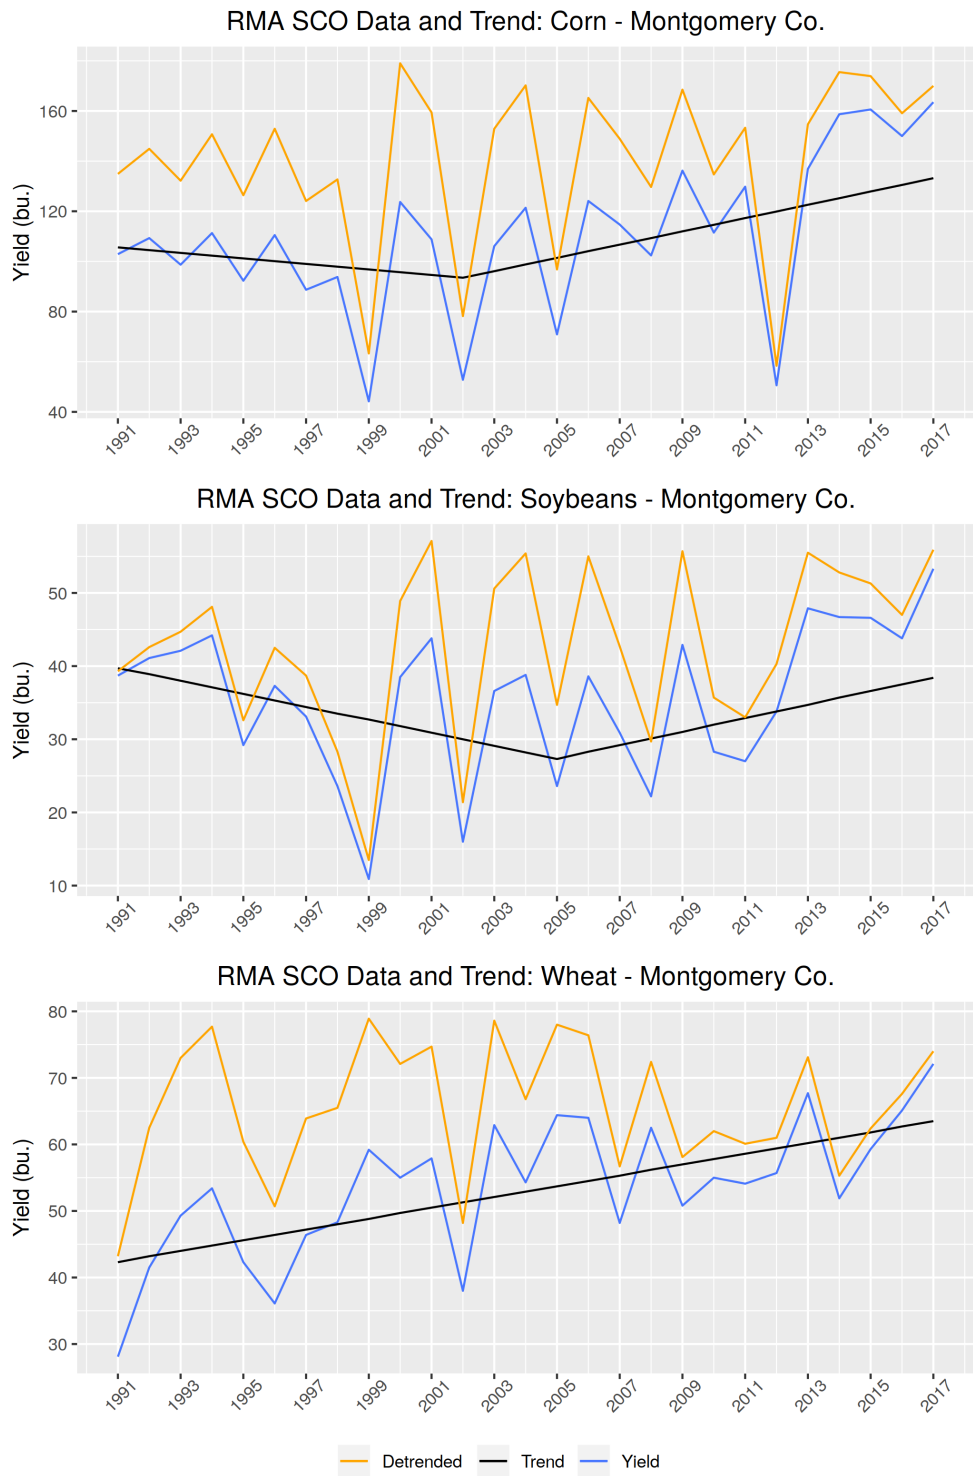 RMA SCO Data and Trend: Corn - Montgomery Co.
Yield (bu.)
160
120
80
40
1991 1993 1995 1997 1999 2001 2003 2005 2007 2009 2011 2013 2015 2017
RMA SCO Data and Trend: Soybeans - Montgomery Co.
Yield (bu.)
50
40
30
20
10
1991 1993 1995 1997 1999 2001 2003 2005 2007 2009 2011 2013 2015 2017
RMA SCO Data and Trend: Wheat - Montgomery Co.
Yield (bu.)
80
70
60
50
40
30
1991 1993 1995 1997 1999 2001 2003 2005 2007 2009 2011 2013 2015 2017
Detrended Trend Yield